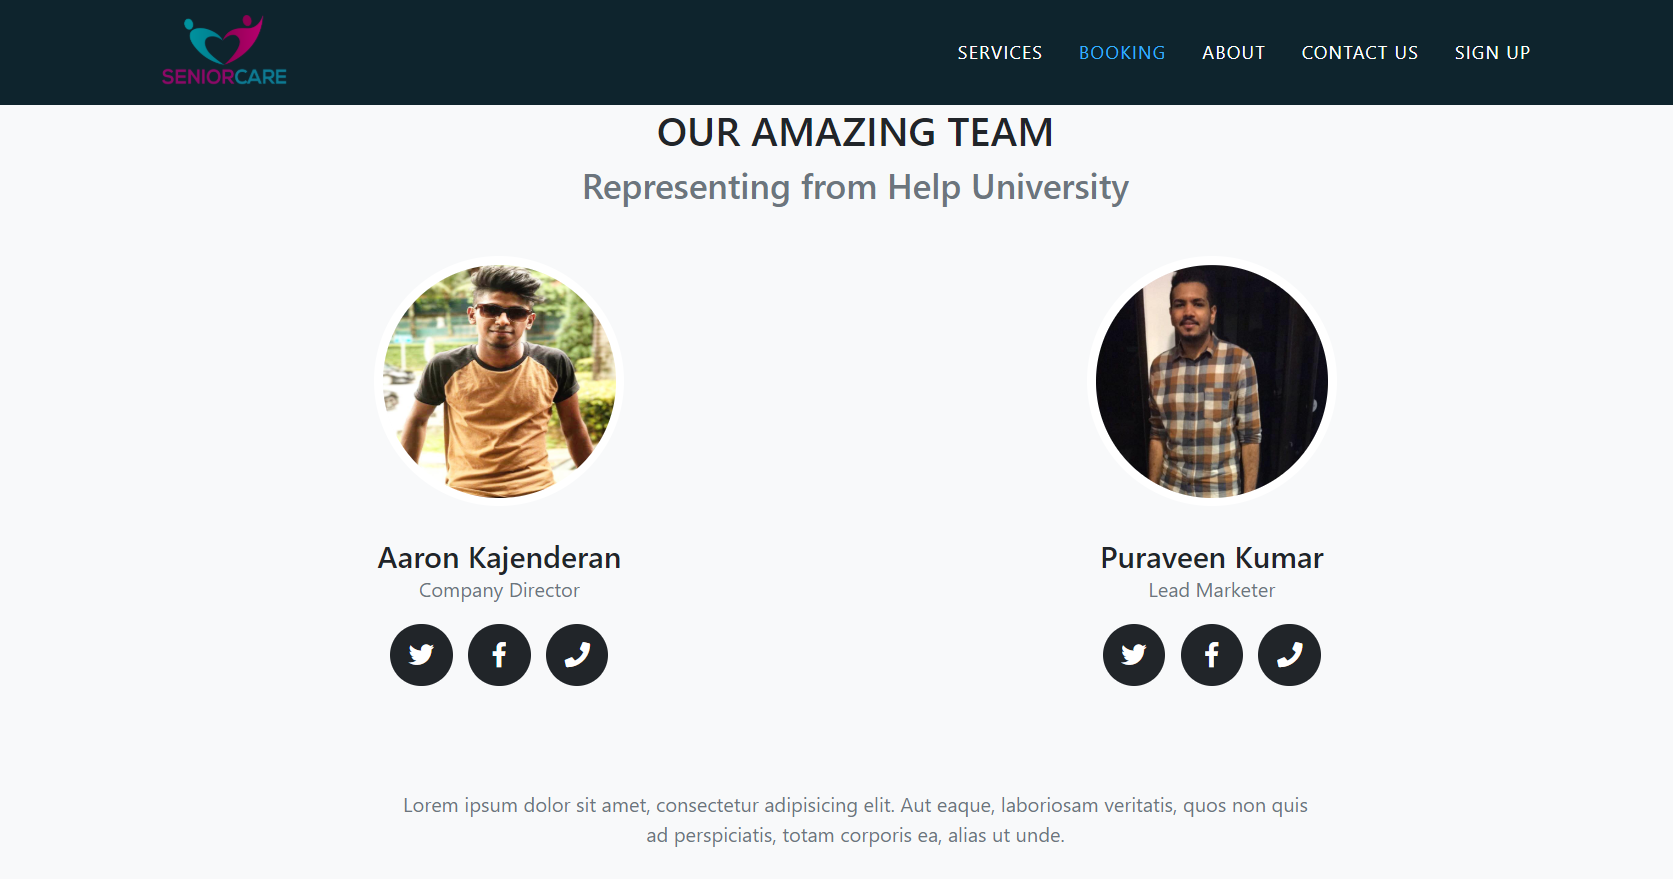 SENIORCARE
SERVICES BOOKING ABOUT CONTACT US SIGN UP
OUR AMAZING TEAM
Representing from Help University
Aaron Kajenderan
Company Director
Puraveen Kumar
Lead Marketer
Lorem ipsum dolor sit amet, consectetur adipisicing elit. Aut eaque, laboriosam veritatis, quos non quis
ad perspiciatis, totam corporis ea, alias ut unde.